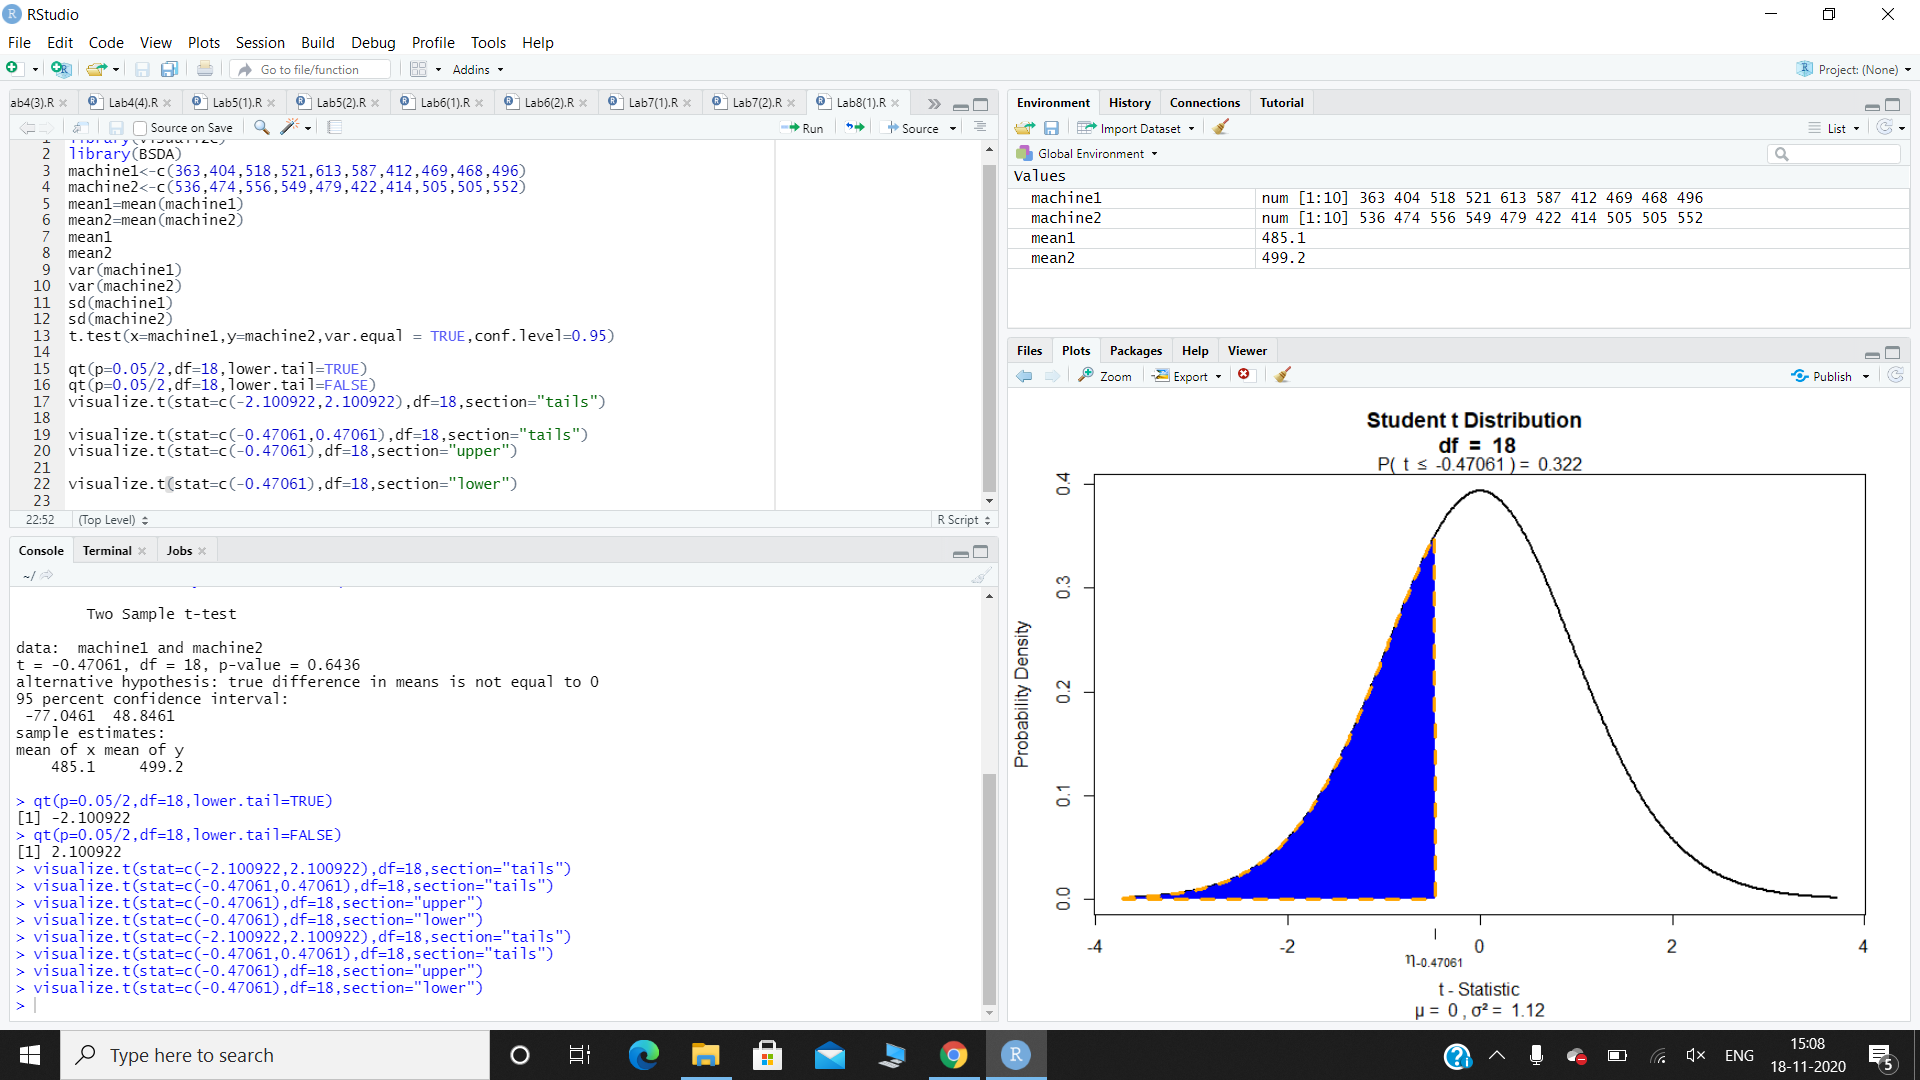 RStudio
File Edit Code View Plots Session Build Debug Profile Tools Help
Go to file/function Addins Project: (None)
ab4(3).R Lab4(4).R Lab5(1).R Lab5(2).R Lab6(1).R Lab6(2).R Lab7(1).R Lab7(2).R Lab8(1).R
Source on Save Run Source
2 library(BSDA)
3 machine1<-c(363,404,518,521,613,587,412,469,468,496)
4 machine2<-c(536,474,556,549,479,422,414,505,505,552)
5 mean1=mean(machine1)
6 mean2=mean(machine2)
7 mean1
8 mean2
9 var(machine1)
10 var(machine2)
11 sd(machine1)
12 sd(machine2)
13 t.test(x=machine1,y=machine2,var.equal = TRUE,conf.level=0.95)
14
15 qt(p=0.05/2,df=18,lower.tail=TRUE)
16 qt(p=0.05/2,df=18,lower.tail=FALSE)
17 visualize.t(stat=c(-2.100922,2.100922),df=18,section="tails")
18
19 visualize.t(stat=c(-0.47061,0.47061),df=18,section="tails")
20 visualize.t(stat=c(-0.47061),df=18,section="upper")
21
22 visualize.t(stat=c(-0.47061),df=18,section="lower")
23
22:52 (Top Level) R Script
Console Terminal Jobs
~/
Two Sample t-test
data: machine1 and machine2
t = -0.47061, df = 18, p-value = 0.6436
alternative hypothesis: true difference in means is not equal to 0
95 percent confidence interval:
-77.0461 48.8461
sample estimates:
mean of x mean of y
485.1 499.2
> qt(p=0.05/2,df=18,lower.tail=TRUE)
[1] -2.100922
> qt(p=0.05/2,df=18,lower.tail=FALSE)
[1] 2.100922
> visualize.t(stat=c(-2.100922,2.100922),df=18,section="tails")
> visualize.t(stat=c(-0.47061,0.47061),df=18,section="tails")
> visualize.t(stat=c(-0.47061),df=18,section="upper")
> visualize.t(stat=c(-0.47061),df=18,section="lower")
> visualize.t(stat=c(-2.100922,2.100922),df=18,section="tails")
> visualize.t(stat=c(-0.47061,0.47061),df=18,section="tails")
> visualize.t(stat=c(-0.47061),df=18,section="upper")
> visualize.t(stat=c(-0.47061),df=18,section="lower")
>
Environment History Connections Tutorial
Import Dataset List
Global Environment
Values
machine1 num [1:10] 363 404 518 521 613 587 412 469 468 496
machine2 num [1:10] 536 474 556 549 479 422 414 505 505 552
mean1 485.1
mean2 499.2
Files Plots Packages Help Viewer
Zoom Export Publish
Student t Distribution
df = 18
P( t ≤ -0.47061 ) = 0.322
0.4
0.3
0.2
0.1
0.0
Probability Density
-4 -2 0 2 4
η-0.47061
t - Statistic
μ = 0 , σ² = 1.12
Type here to search
ENG
15:08
18-11-2020
5